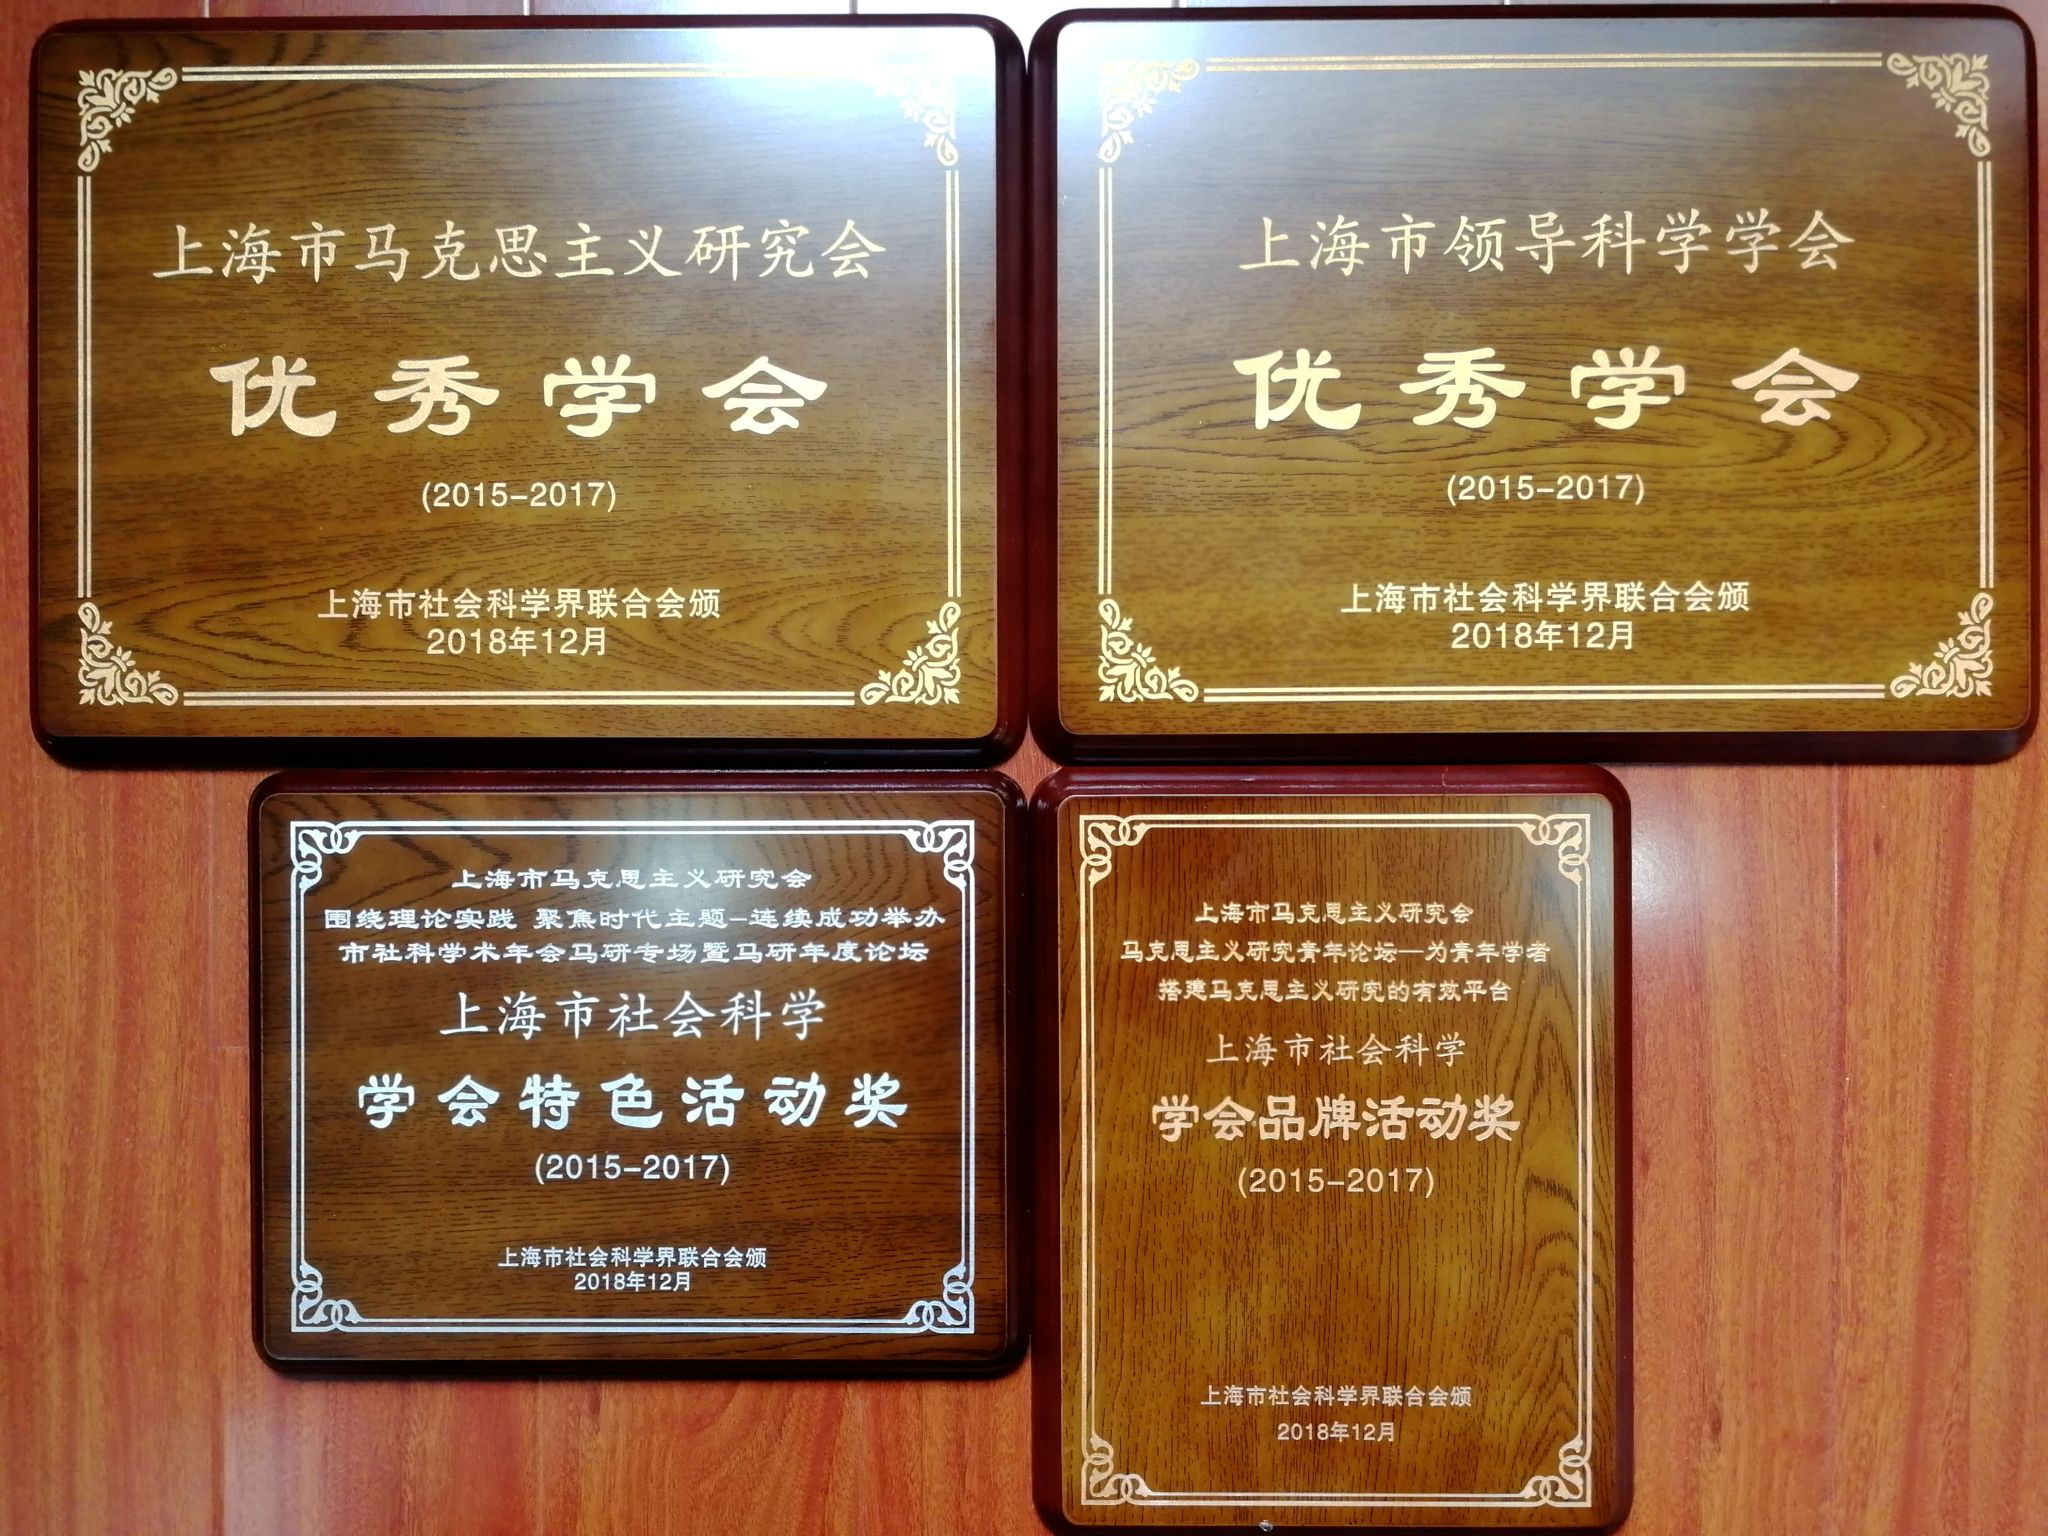 上海市马克思主义研究会
优秀学会
(2015-2017)
上海市社会科学界联合会颁
2018年12月
上海市领导科学学会
优秀学会
(2015-2017)
上海市社会科学界联合会颁
2018年12月
上海市马克思主义研究会
围绕理论实践 聚焦时代主题-连续成功举办
市社科学术年会马研专场暨马研年度论坛
上海市社会科学
学会特色活动奖
(2015-2017)
上海市社会科学界联合会颁
2018年12月
上海市马克思主义研究会
马克思主义研究青年论坛—为青年学者
搭建马克思主义研究的有效平台
上海市社会科学
学会品牌活动奖
(2015-2017)
上海市社会科学界联合会颁
2018年12月